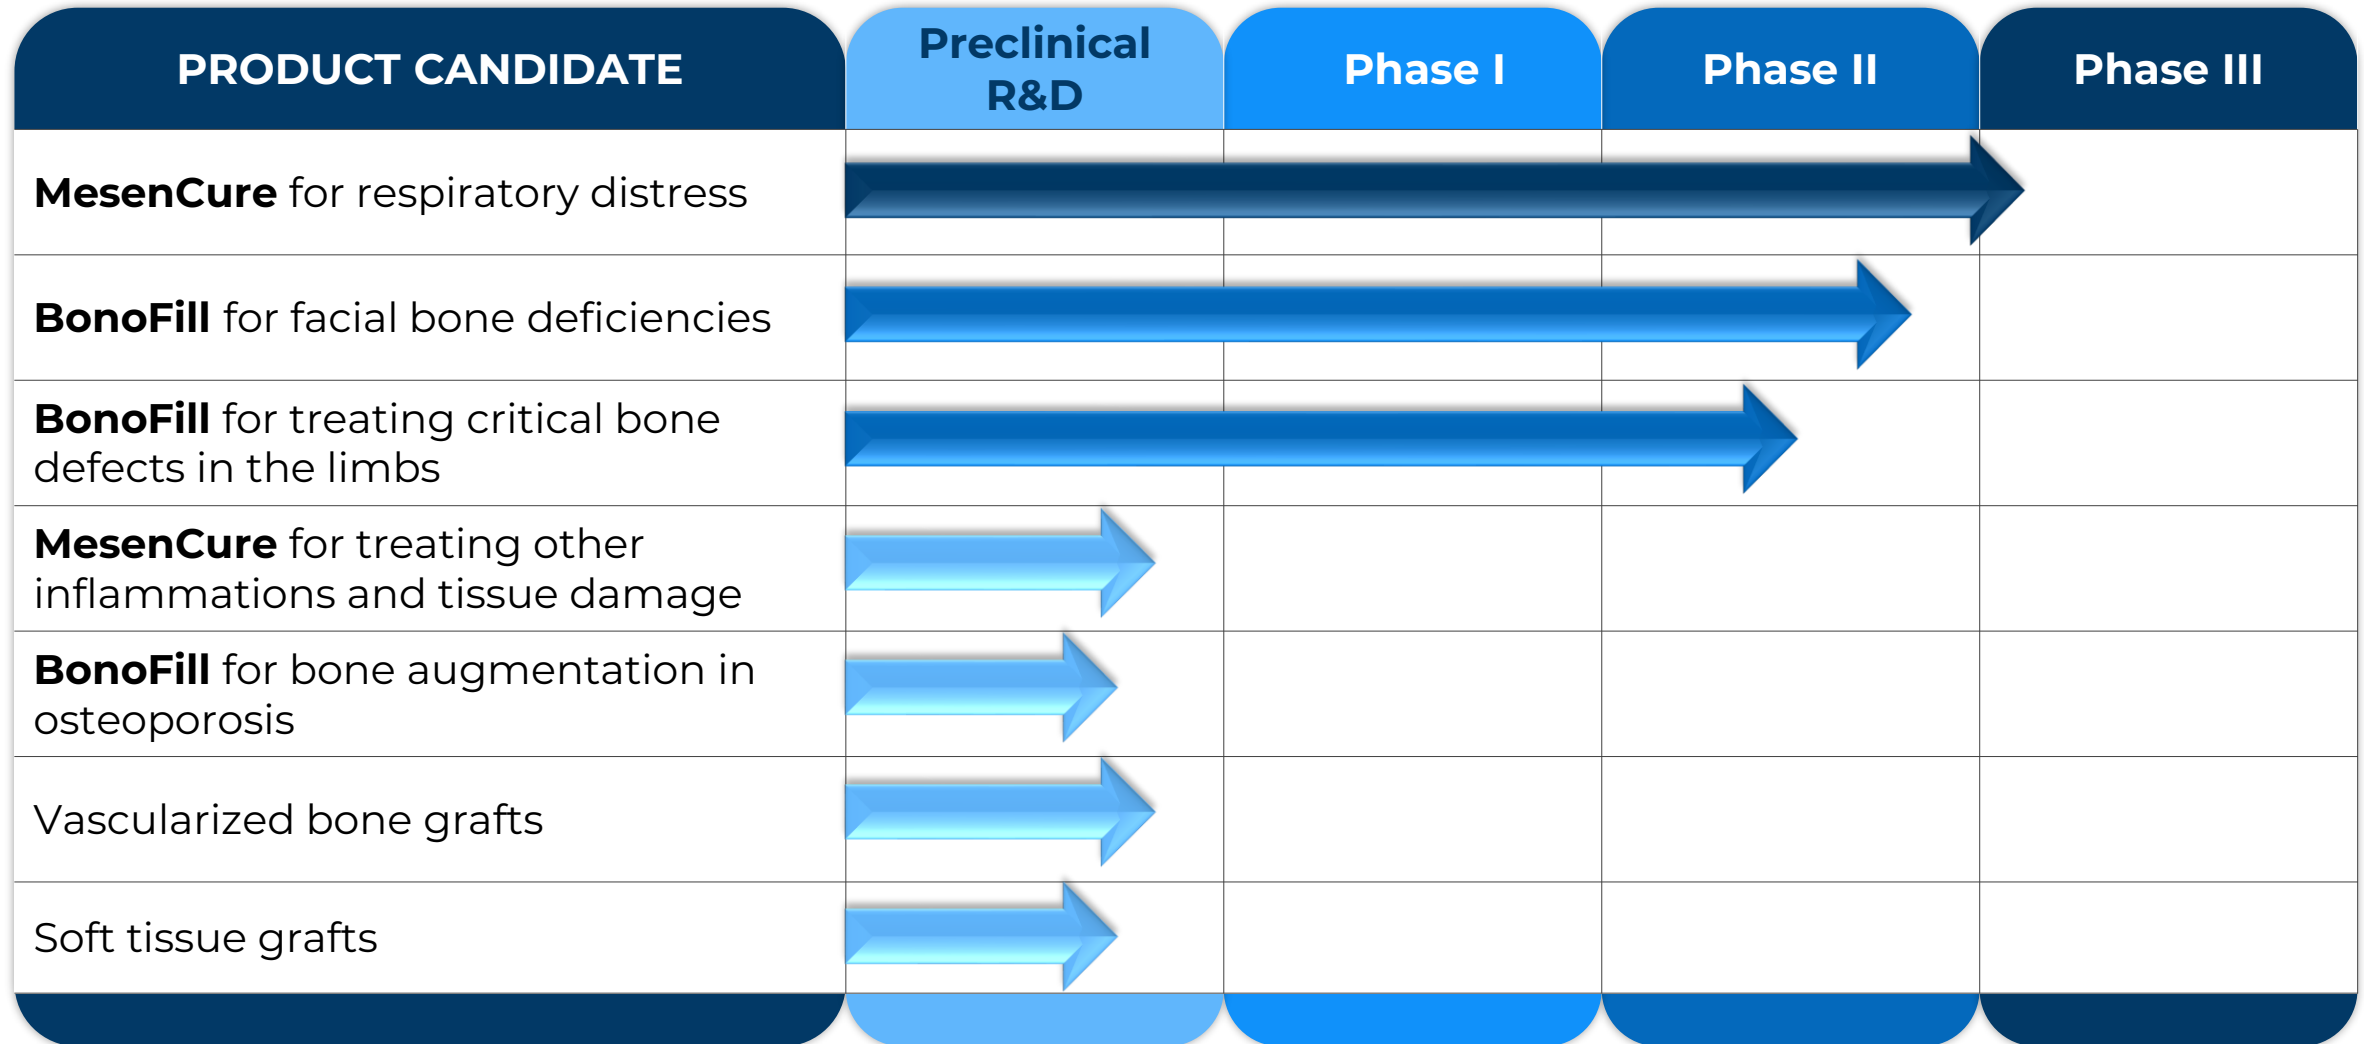 PRODUCT CANDIDATE
Preclinical
R&D
Phase I
Phase II
Phase III
MesenCure for respiratory distress
BonoFill for facial bone deficiencies
BonoFill for treating critical bone
defects in the limbs
MesenCure for treating other
inflammations and tissue damage
BonoFill for bone augmentation in
osteoporosis
Vascularized bone grafts
Soft tissue grafts